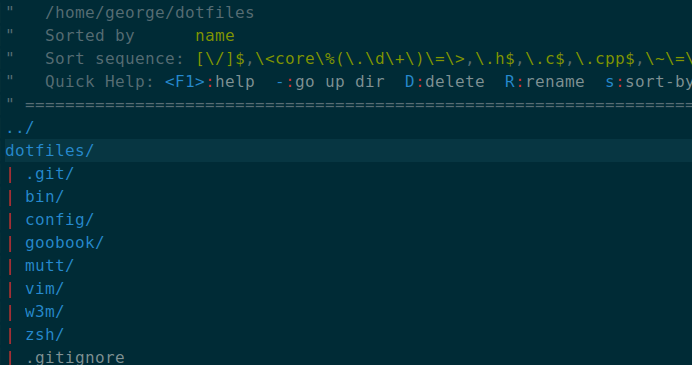 "   /home/george/dotfiles
"   Sorted by      name
"   Sort sequence: [\/]$,\<core\%(\.\d\+\)\=\>,\.h$,\.c$,\.cpp$,\~\=\
"   Quick Help: <F1>:help  -:go up dir  D:delete  R:rename  s:sort-by
" ===================================================================
../
dotfiles/
| .git/
| bin/
| config/
| goobook/
| mutt/
| vim/
| w3m/
| zsh/
| .gitignore